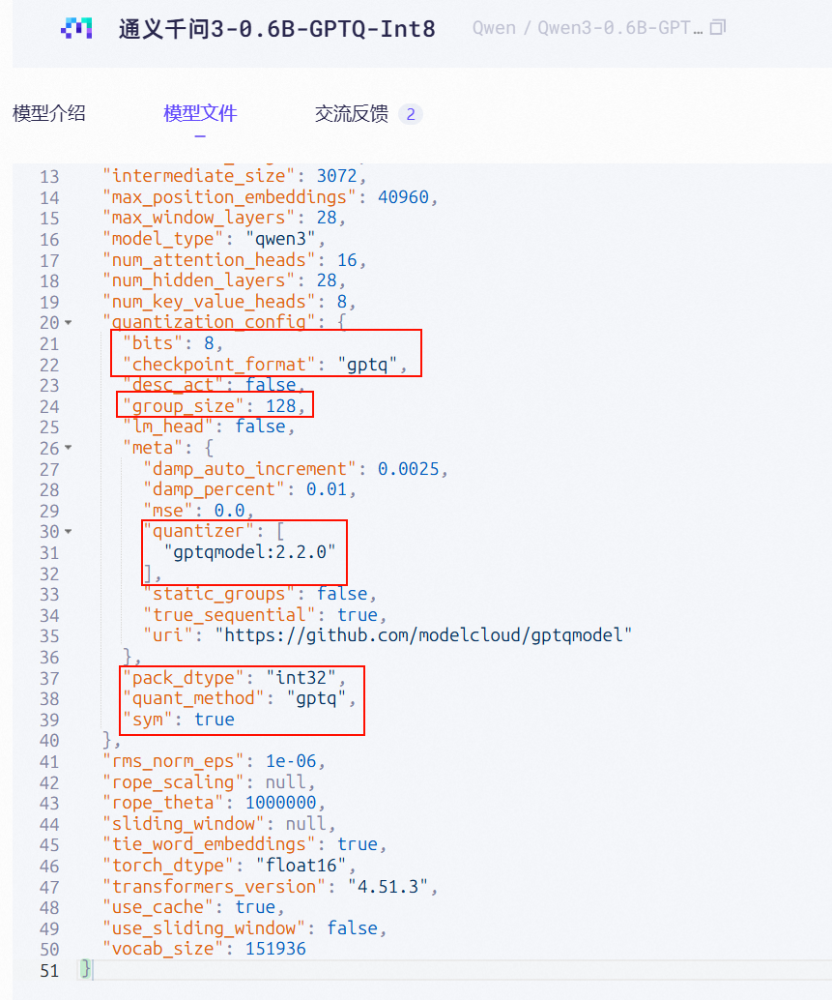 通义千问3-0.6B-GPTQ-Int8 Qwen / Qwen3-0.6B-GPT…
模型介绍 模型文件 交流反馈 2
13 "intermediate_size": 3072,
14 "max_position_embeddings": 40960,
15 "max_window_layers": 28,
16 "model_type": "qwen3",
17 "num_attention_heads": 16,
18 "num_hidden_layers": 28,
19 "num_key_value_heads": 8,
20 "quantization_config": {
21 "bits": 8,
22 "checkpoint_format": "gptq",
23 "desc_act": false,
24 "group_size": 128,
25 "lm_head": false,
26 "meta": {
27 "damp_auto_increment": 0.0025,
28 "damp_percent": 0.01,
29 "mse": 0.0,
30 "quantizer": [
31 "gptqmodel:2.2.0"
32 ],
33 "static_groups": false,
34 "true_sequential": true,
35 "uri": "https://github.com/modelcloud/gptqmodel"
36 },
37 "pack_dtype": "int32",
38 "quant_method": "gptq",
39 "sym": true
40 },
41 "rms_norm_eps": 1e-06,
42 "rope_scaling": null,
43 "rope_theta": 1000000,
44 "sliding_window": null,
45 "tie_word_embeddings": true,
46 "torch_dtype": "float16",
47 "transformers_version": "4.51.3",
48 "use_cache": true,
49 "use_sliding_window": false,
50 "vocab_size": 151936
51 }